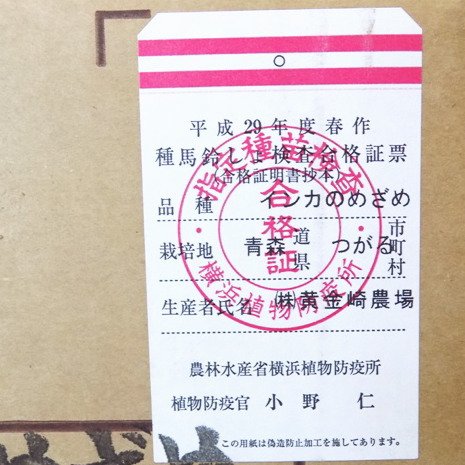 平成29年度春作
種馬鈴しょ検査合格証票
(合格証明書抄本)
品種 インカのめざめ
栽培地 青森 道県 つがる 市町村
生産者氏名 ㈱黄金崎農場
指定種苗検査
合格証
横浜植物防疫所
農林水産省横浜植物防疫所
植物防疫官 小野 仁
この用紙は偽造防止加工を施してあります。